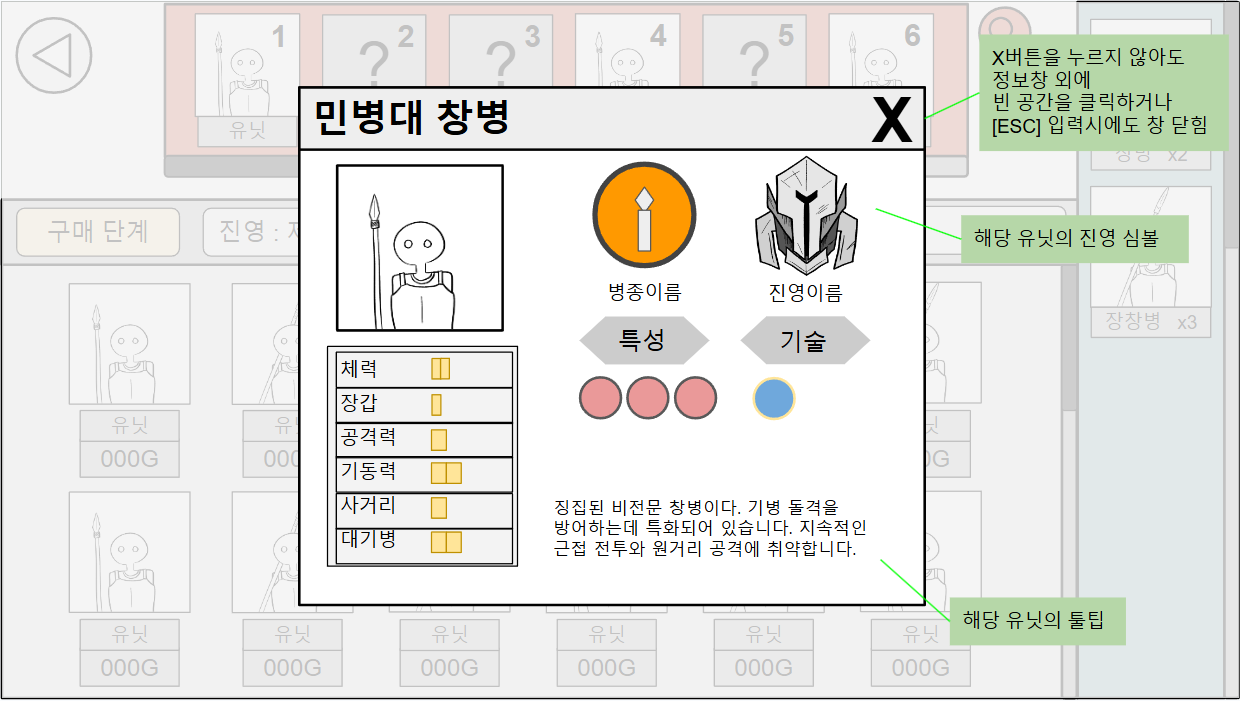 1
?
2
?
3
4
?
5
6
유닛
X버튼을 누르지 않아도
정보창 외에
빈 공간을 클릭하거나
[ESC] 입력시에도 창 닫힘
민병대 창병
X
x2
구매 단계
진영 :
해당 유닛의 진영 심볼
병종이름
진영이름
장창병 x3
특성
기술
체력
장갑
공격력
기동력
사거리
대기병
유닛
000G
징집된 비전문 창병이다. 기병 돌격을
방어하는데 특화되어 있습니다. 지속적인
근접 전투와 원거리 공격에 취약합니다.
해당 유닛의 툴팁
유닛 유닛 유닛 유닛 유닛 유닛
000G 000G 000G 000G 000G 000G